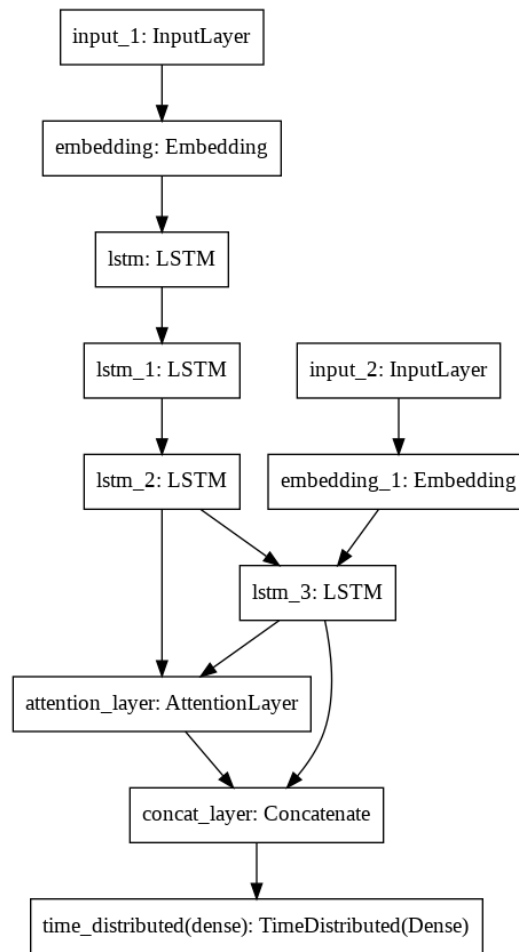 input_1: InputLayer
embedding: Embedding
lstm: LSTM
lstm_1: LSTM
input_2: InputLayer
lstm_2: LSTM
embedding_1: Embedding
lstm_3: LSTM
attention_layer: AttentionLayer
concat_layer: Concatenate
time_distributed(dense): TimeDistributed(Dense)